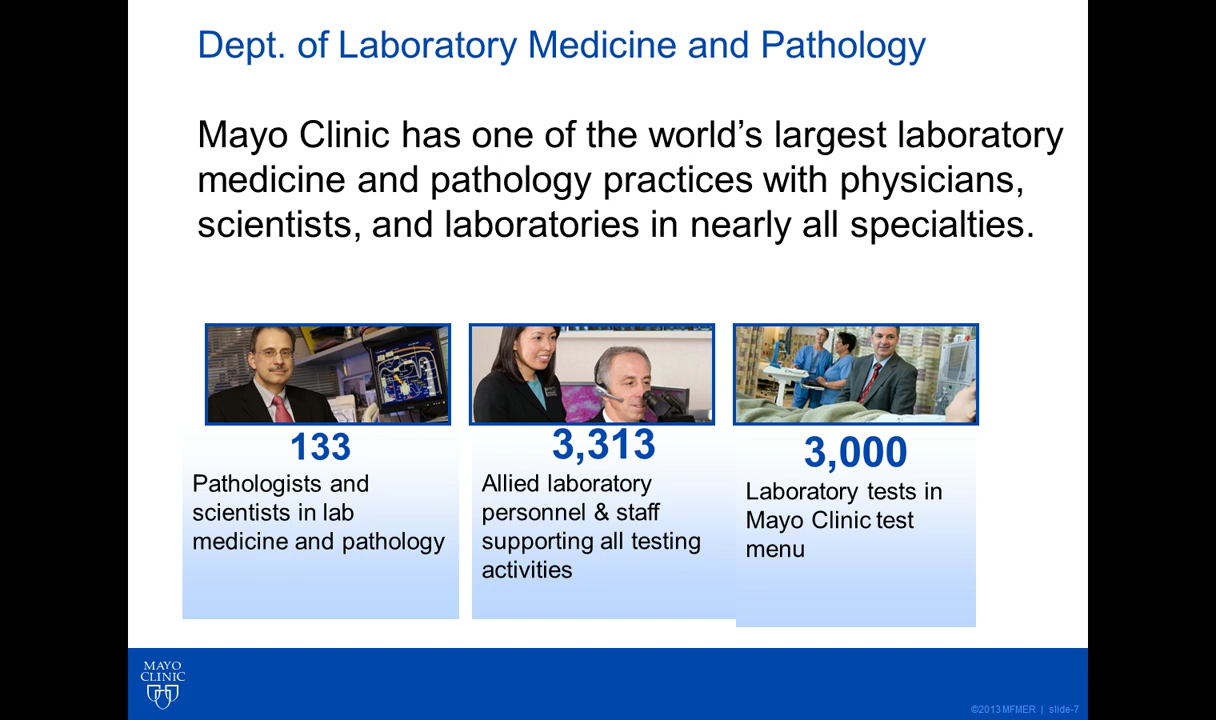 Dept. of Laboratory Medicine and Pathology
Mayo Clinic has one of the world’s largest laboratory
medicine and pathology practices with physicians,
scientists, and laboratories in nearly all specialties.
133
Pathologists and
scientists in lab
medicine and pathology
3,313
Allied laboratory
personnel & staff
supporting all testing
activities
3,000
Laboratory tests in
Mayo Clinic test
menu
MAYO
CLINIC
©2013 MFMER | slide-7